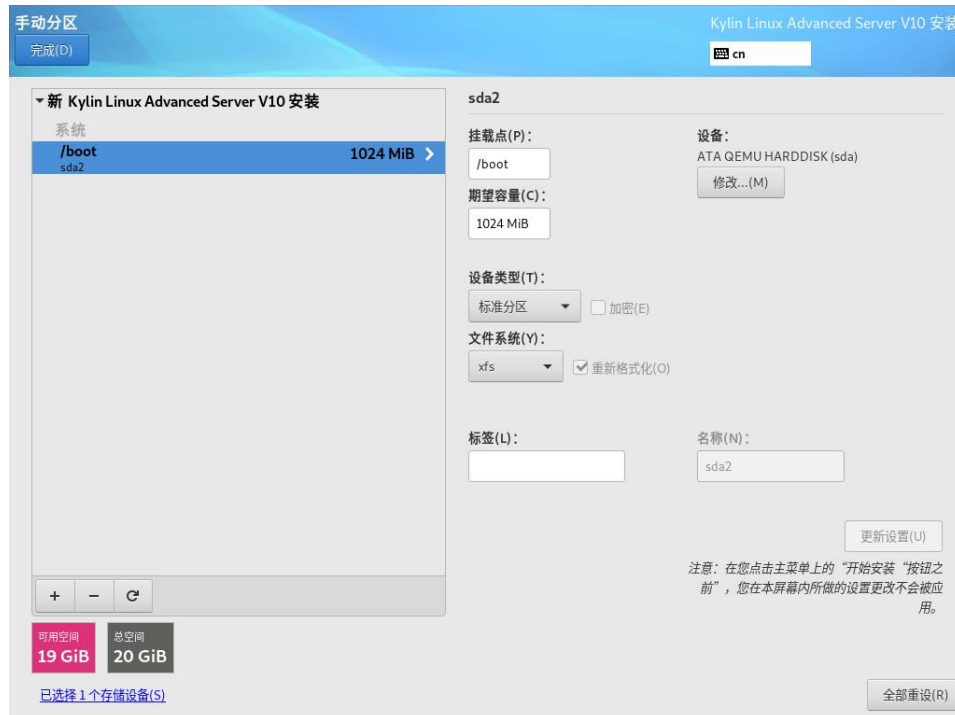 手动分区
Kylin Linux Advanced Server V10 安装
完成(D)
cn
新 Kylin Linux Advanced Server V10 安装
系统
/boot
1024 MiB
sda2
sda2
挂载点(P)：
/boot
设备：
ATA QEMU HARDDISK (sda)
修改...(M)
期望容量(C)：
1024 MiB
设备类型(T)：
标准分区
加密(E)
文件系统(Y)：
xfs
重新格式化(O)
标签(L)：
名称(N)：
sda2
更新设置(U)
注意：在您点击主菜单上的“开始安装“按钮之
前”，您在本屏幕内所做的设置更改不会被应
用。
+ −
可用空间
19 GiB
总空间
20 GiB
已选择 1 个存储设备(S)
全部重设(R)